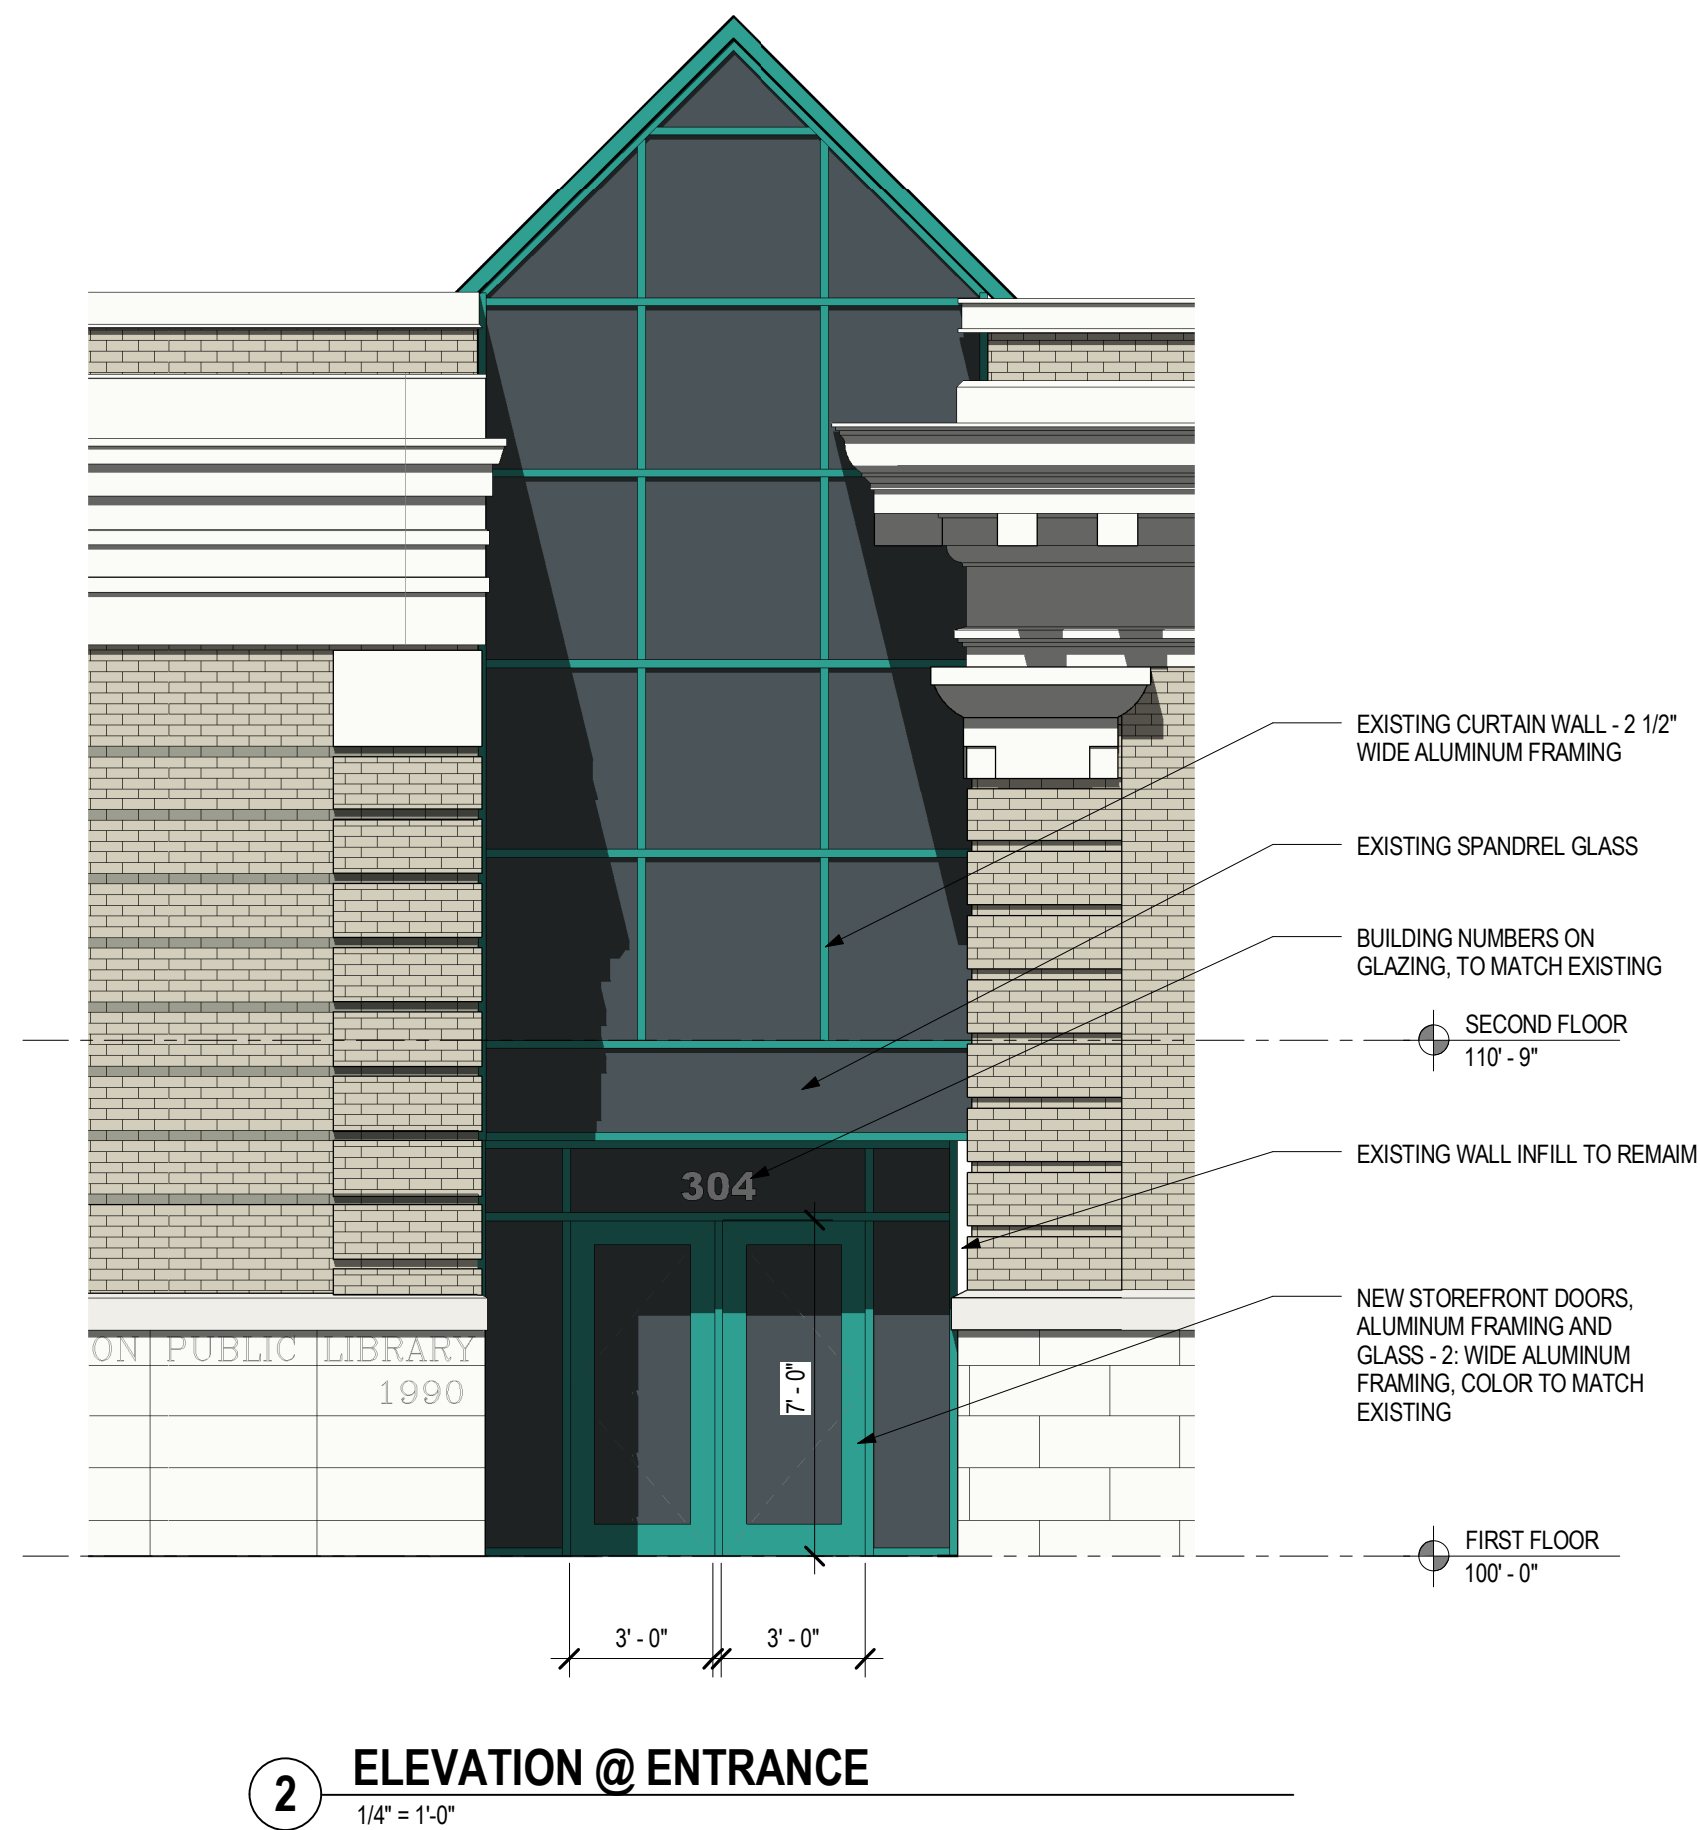 EXISTING CURTAIN WALL - 2 1/2"
WIDE ALUMINUM FRAMING
EXISTING SPANDREL GLASS
BUILDING NUMBERS ON
GLAZING, TO MATCH EXISTING
SECOND FLOOR
110' - 9"
EXISTING WALL INFILL TO REMAIM
304
NEW STOREFRONT DOORS,
ALUMINUM FRAMING AND
GLASS - 2: WIDE ALUMINUM
FRAMING, COLOR TO MATCH
EXISTING
ON PUBLIC LIBRARY
1990
7' - 0"
FIRST FLOOR
100' - 0"
3' - 0"
3' - 0"
2
ELEVATION @ ENTRANCE
1/4" = 1'-0"